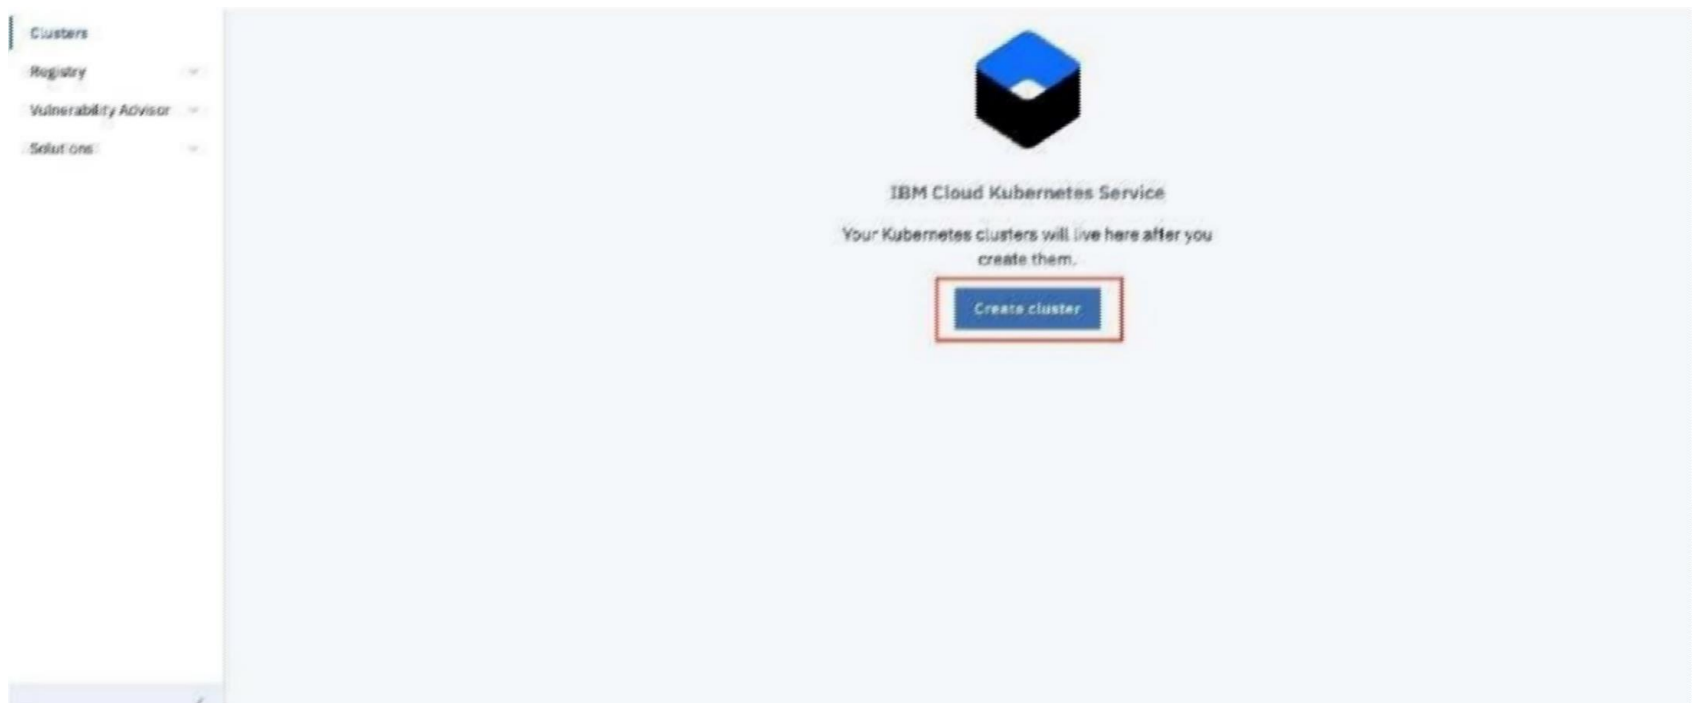 Clusters
Registry
Vulnerability Advisor
Solutions
IBM Cloud Kubernetes Service
Your Kubernetes clusters will live here after you
create them.
Create cluster